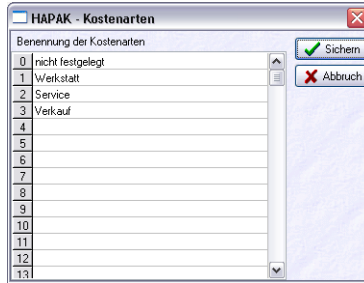 HAPAK - Kostenarten
Benennung der Kostenarten
Sichern
Abbruch
0 nicht festgelegt
1 Werkstatt
2 Service
3 Verkauf
4
5
6
7
8
9
10
11
12
13